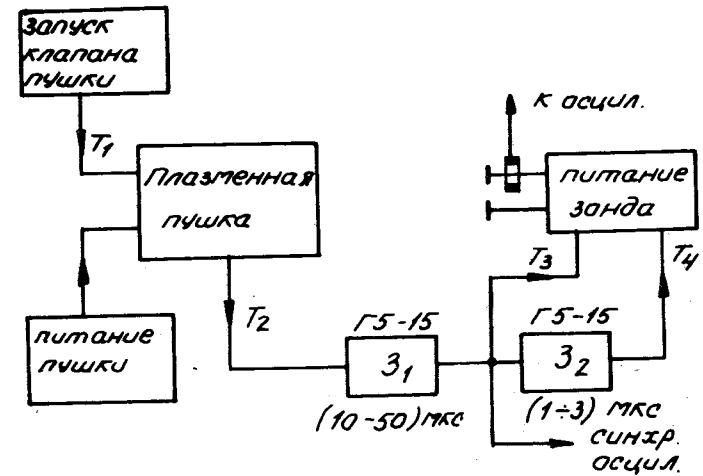 запуск
клапана
пушки
T1
Плазменная
пушка
питание
пушки
T2
Г5-15
З1
(10-50) мкс
к осцил.
питание
зонда
T3
T4
Г5-15
З2
(1÷3) мкс
синхр.
осцил.